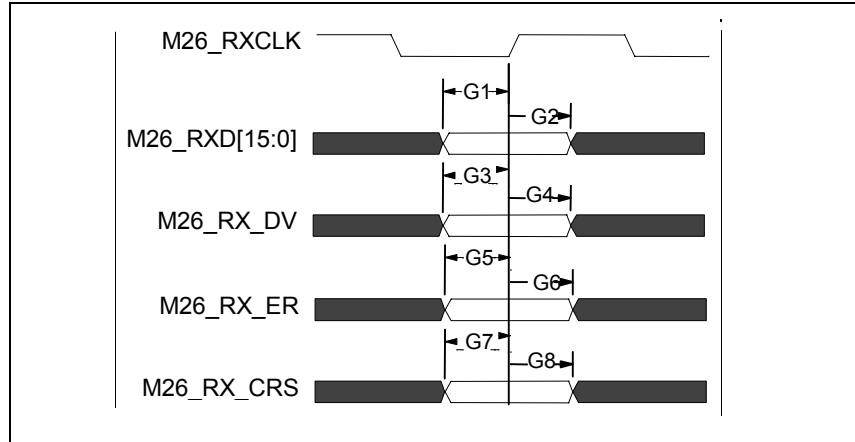 M26_RXCLK
G1
G2
M26_RXD[15:0]
G3
G4
M26_RX_DV
G5
G6
M26_RX_ER
G7
G8
M26_RX_CRS